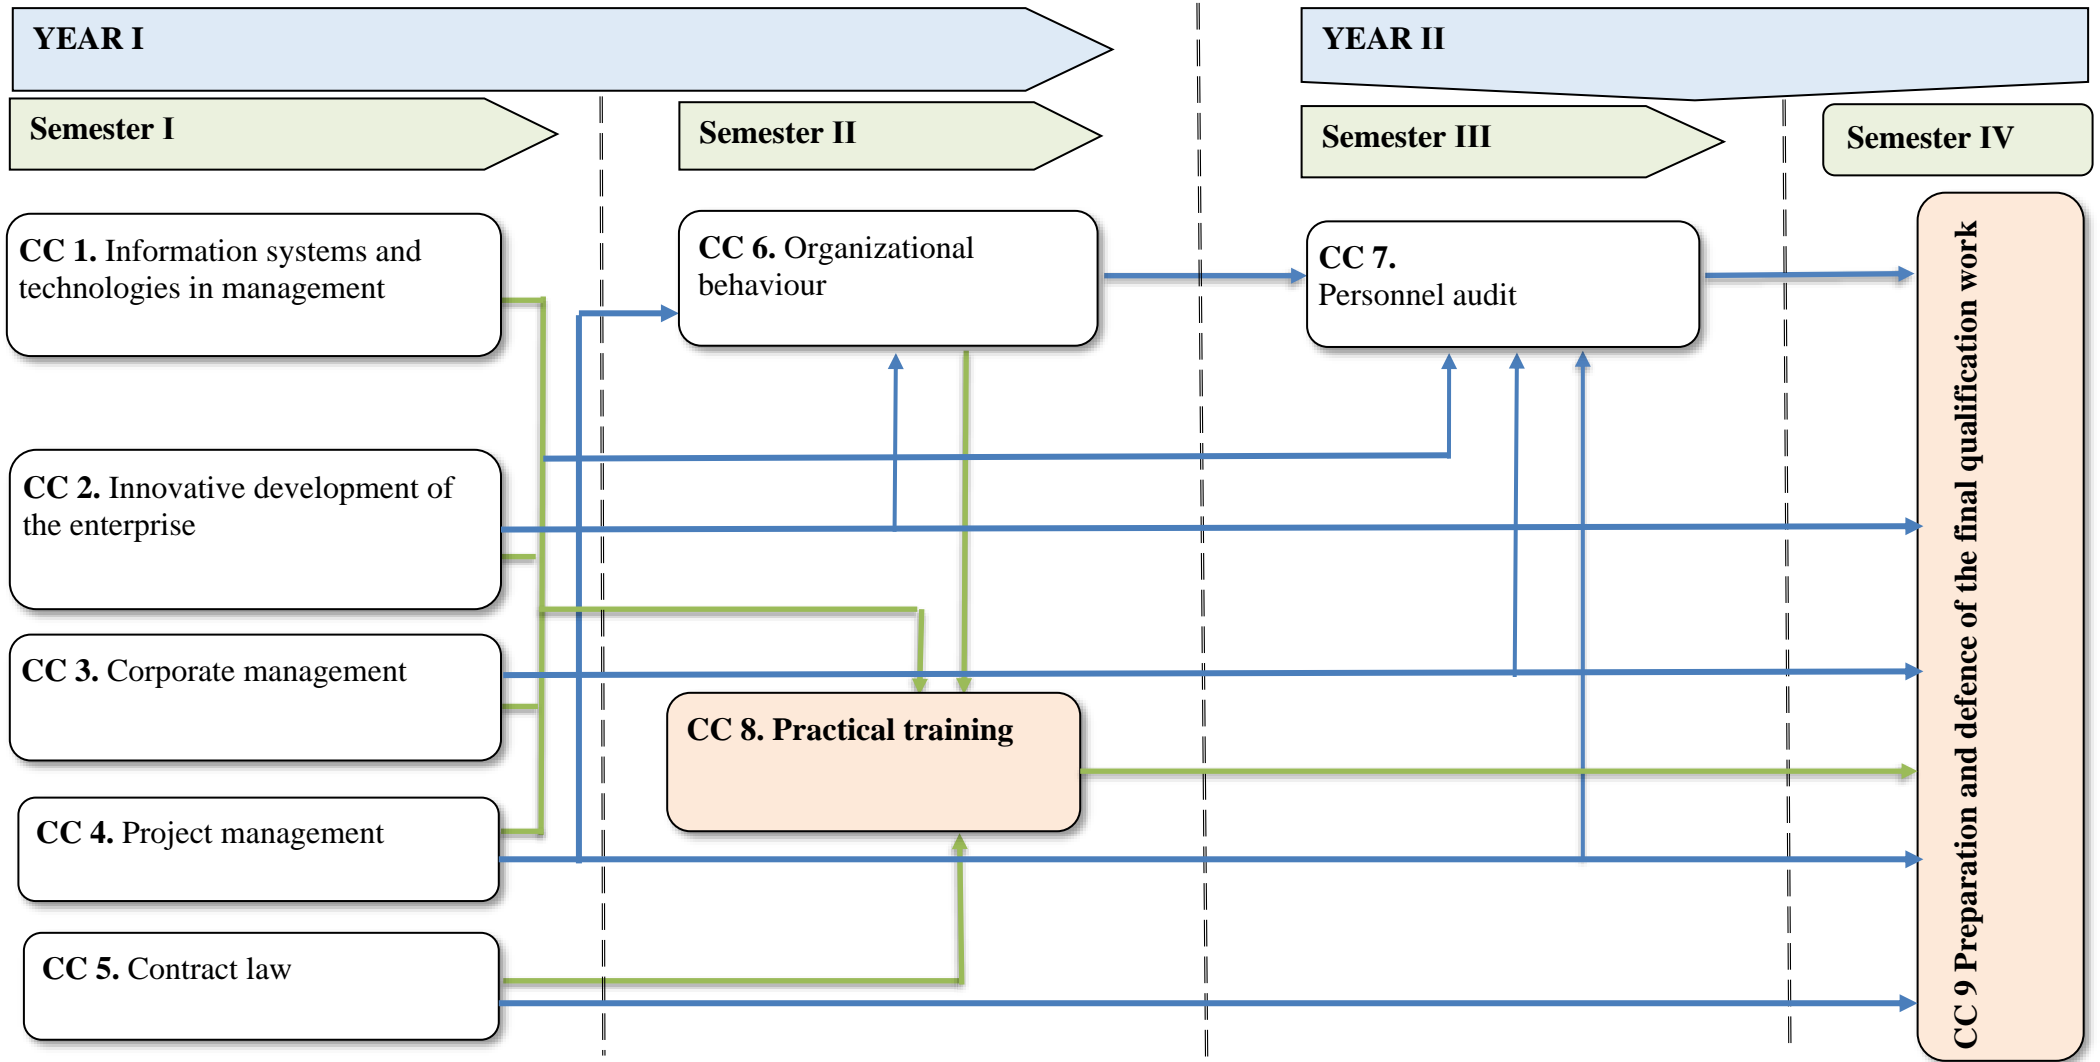 YEAR I
YEAR II
Semester I
Semester II
Semester III
Semester IV
CC 1. Information systems and
technologies in management
CC 6. Organizational
behaviour
CC 7.
Personnel audit
CC 2. Innovative development of
the enterprise
CC 3. Corporate management
CC 8. Practical training
CC 4. Project management
CC 5. Contract law
CC 9 Preparation and defence of the final qualification work